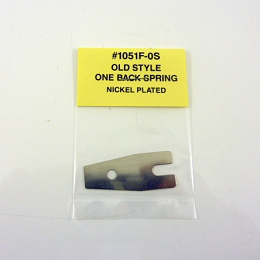 #1051F-0S
OLD STYLE
ONE BACK SPRING
NICKEL PLATED